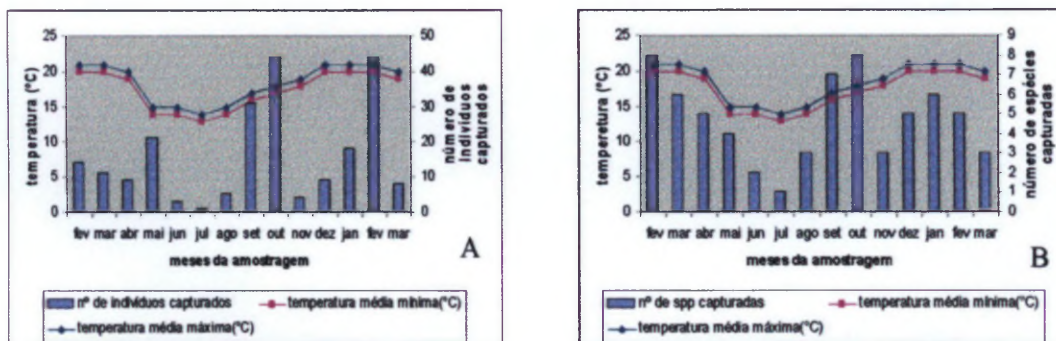 temperatura (°C)
25
20
15
10
5
0
50
40
30
20
10
0
número de
indivíduos
capturados
fev mar abr mai jun jul ago set out nov dez jan fev mar
meses da amostragem
A
nº de indivíduos capturados
temperatura média mínima(°C)
temperatura média máxima(°C)
temperetura (°C)
25
20
15
10
5
0
9
8
7
6
5
4
3
2
1
0
número de espécies
capturadas
fev mar abr mai jun jul ago set out nov dez jan fev mar
meses da amostragem
B
nº de spp capturadas
temperatura média mínima(°C)
temperatura média máxima(°C)